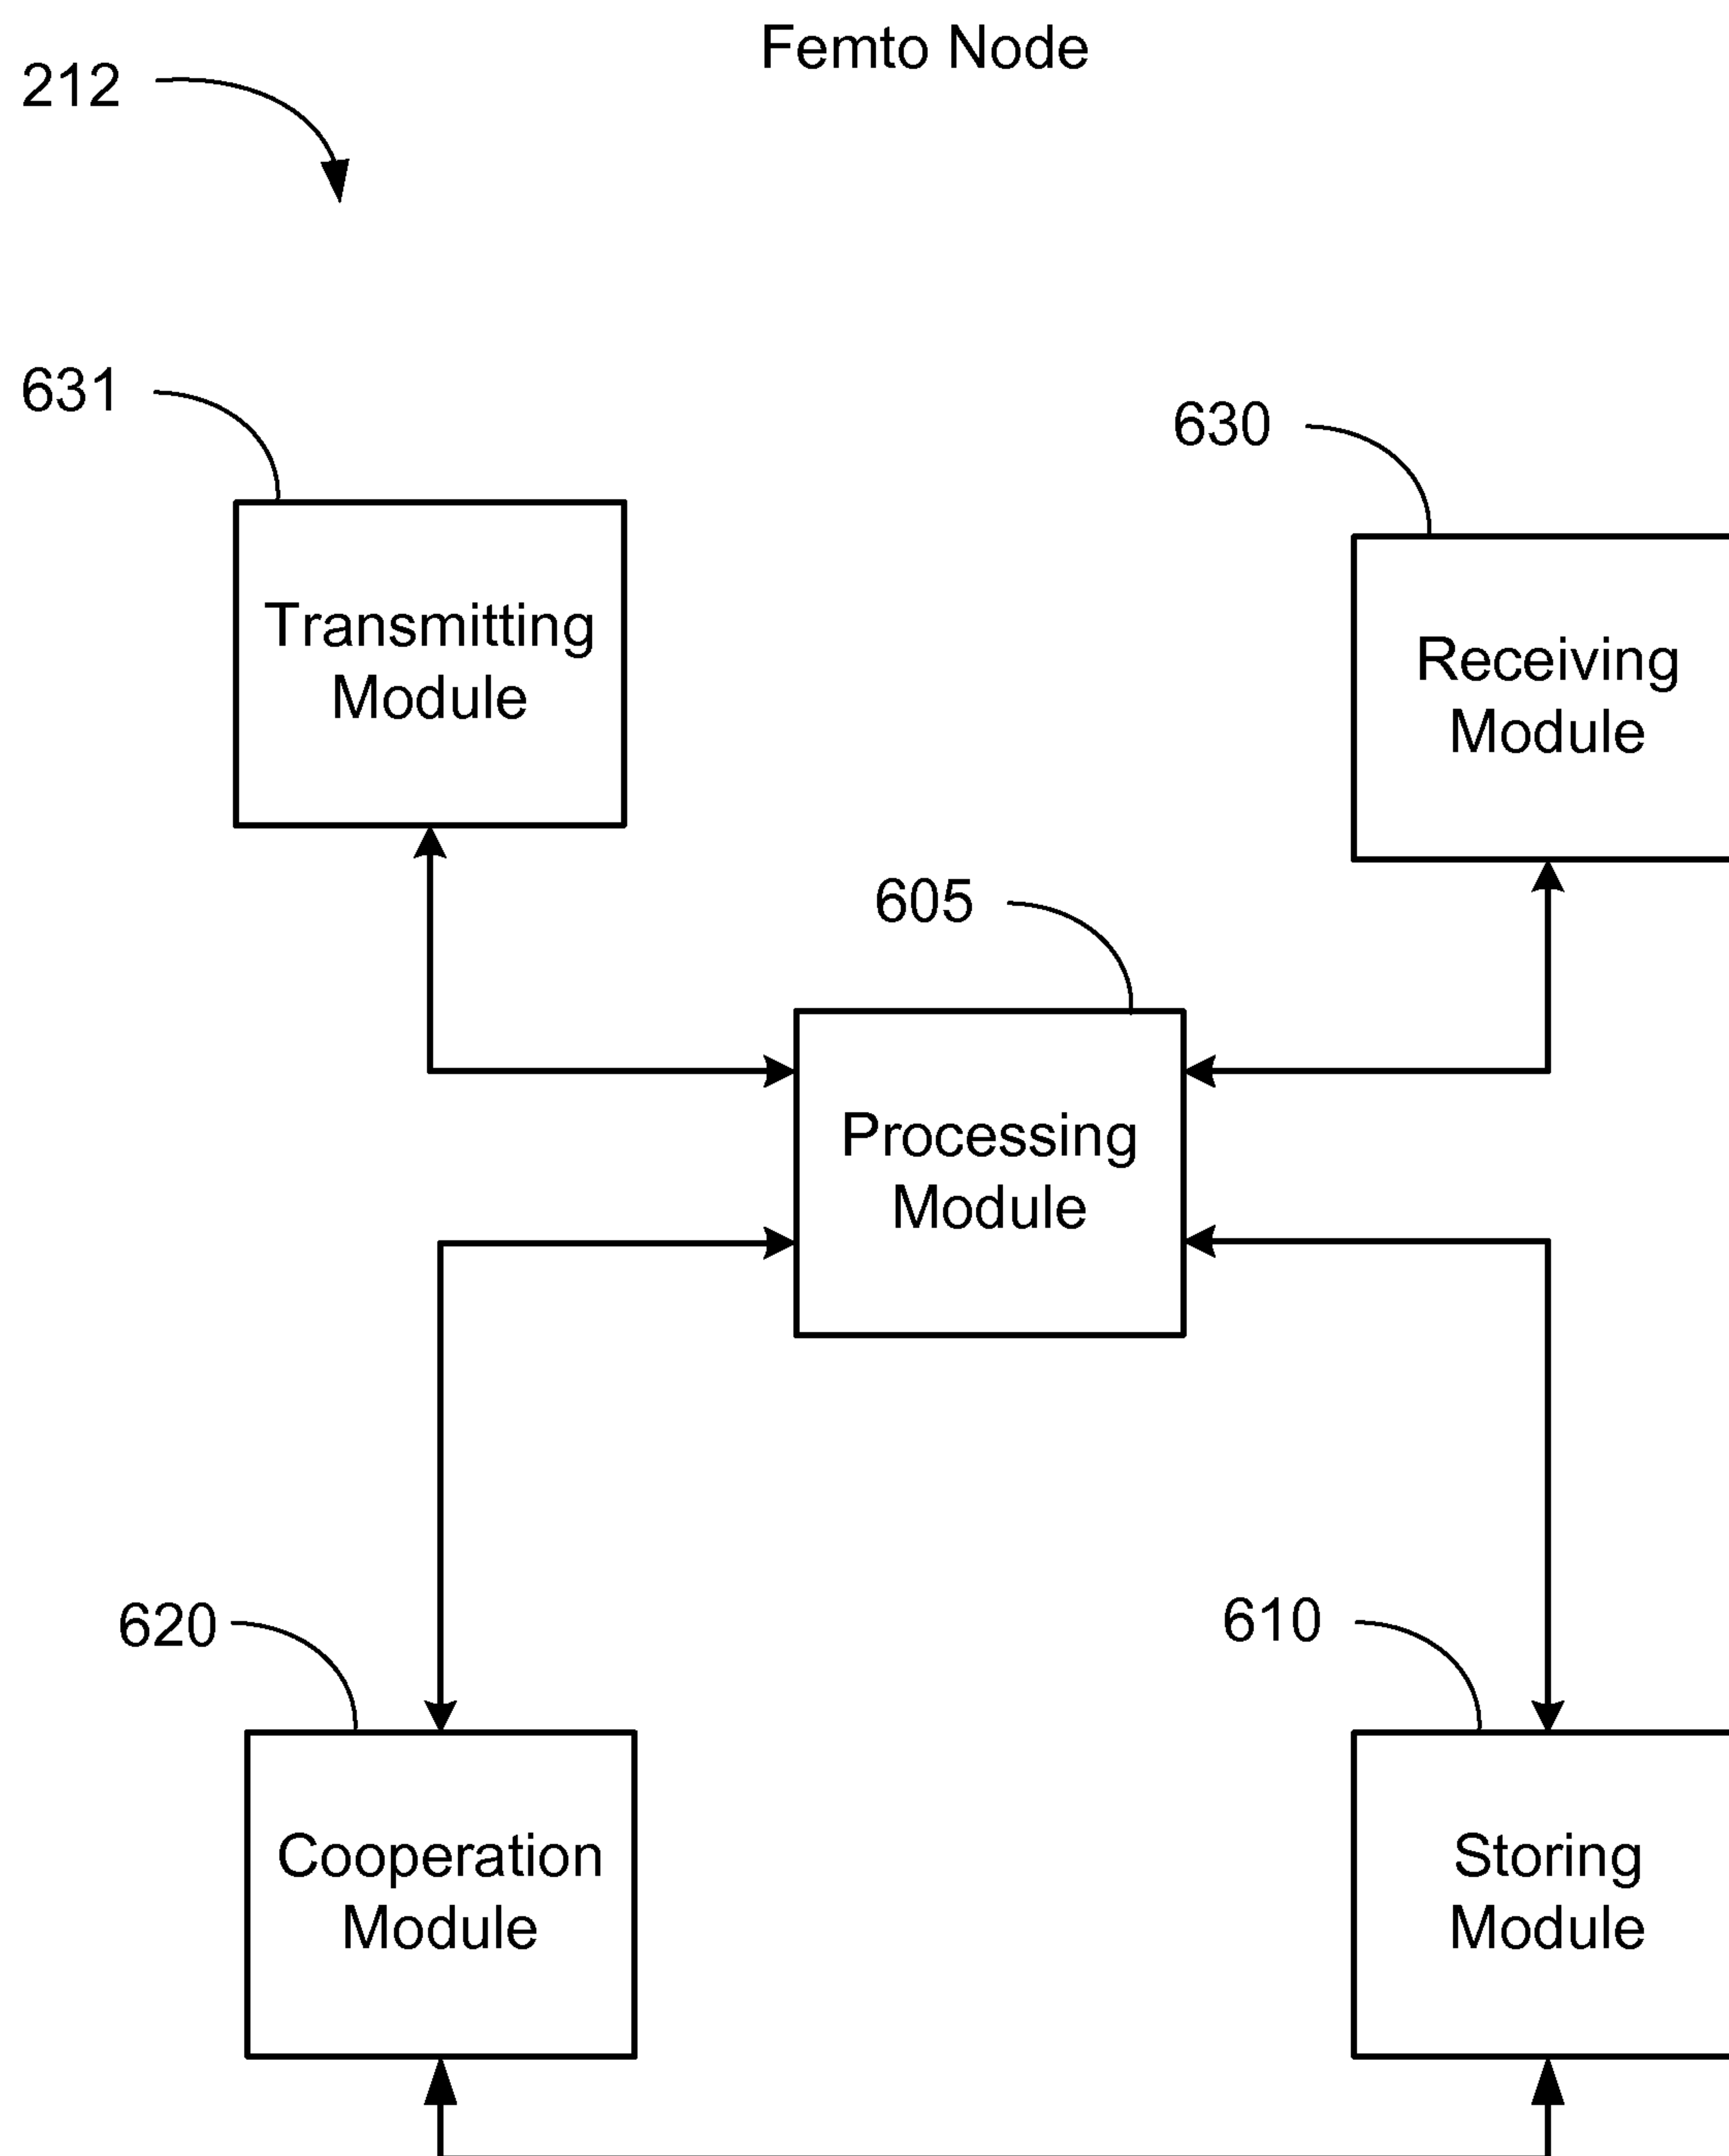 Femto Node
212
631
630
Transmitting
Module
Receiving
Module
605
Processing
Module
620
610
Cooperation
Module
Storing
Module